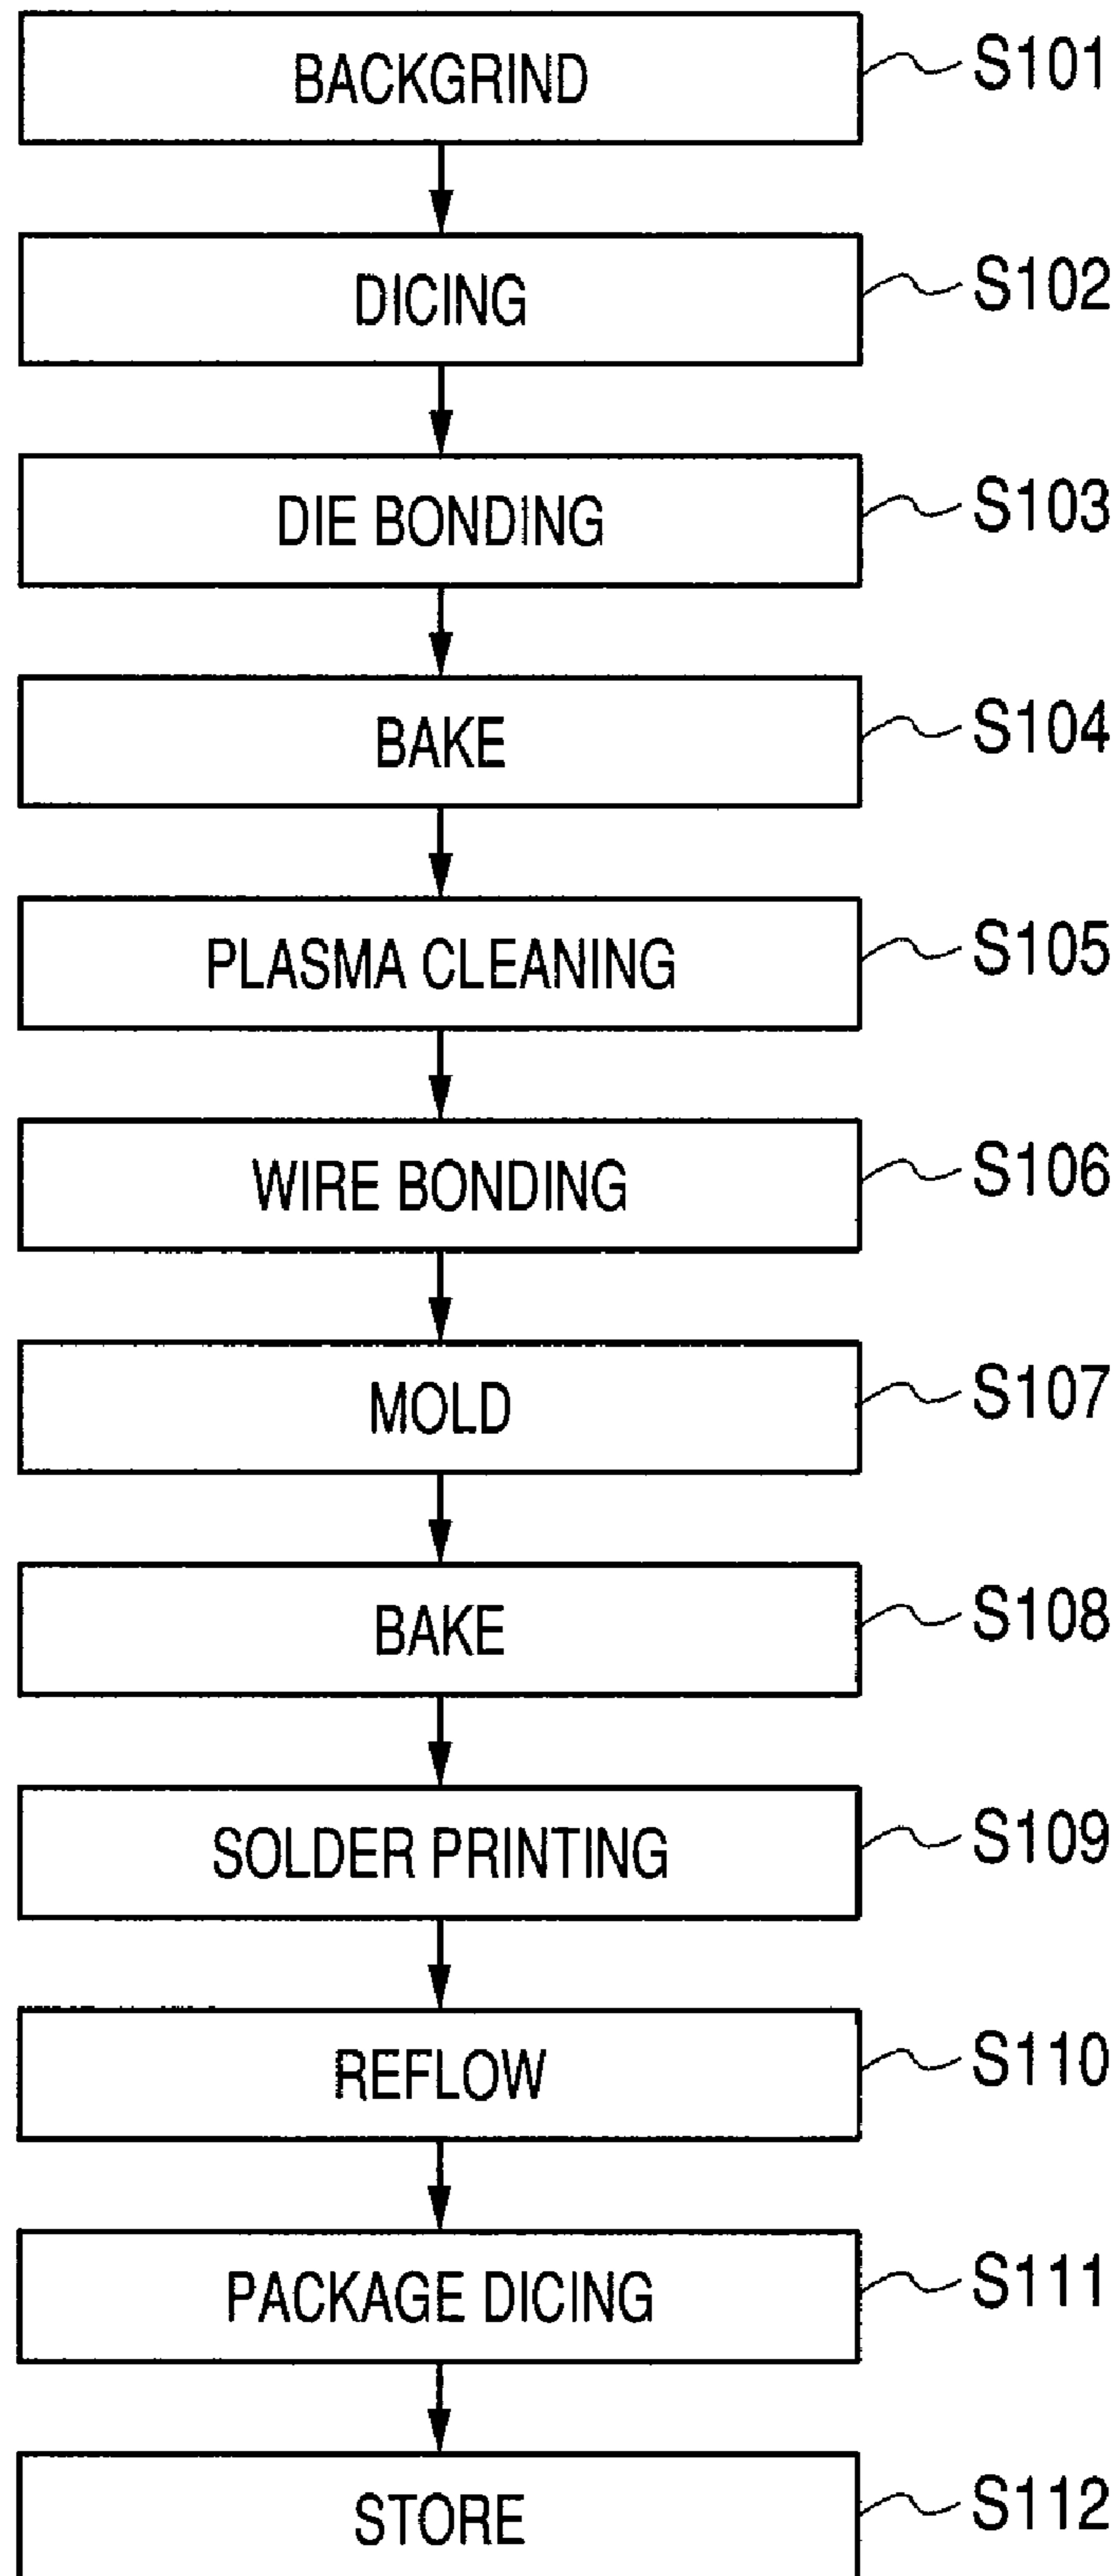 BACKGRIND S101
DICING S102
DIE BONDING S103
BAKE S104
PLASMA CLEANING S105
WIRE BONDING S106
MOLD S107
BAKE S108
SOLDER PRINTING S109
REFLOW S110
PACKAGE DICING S111
STORE S112